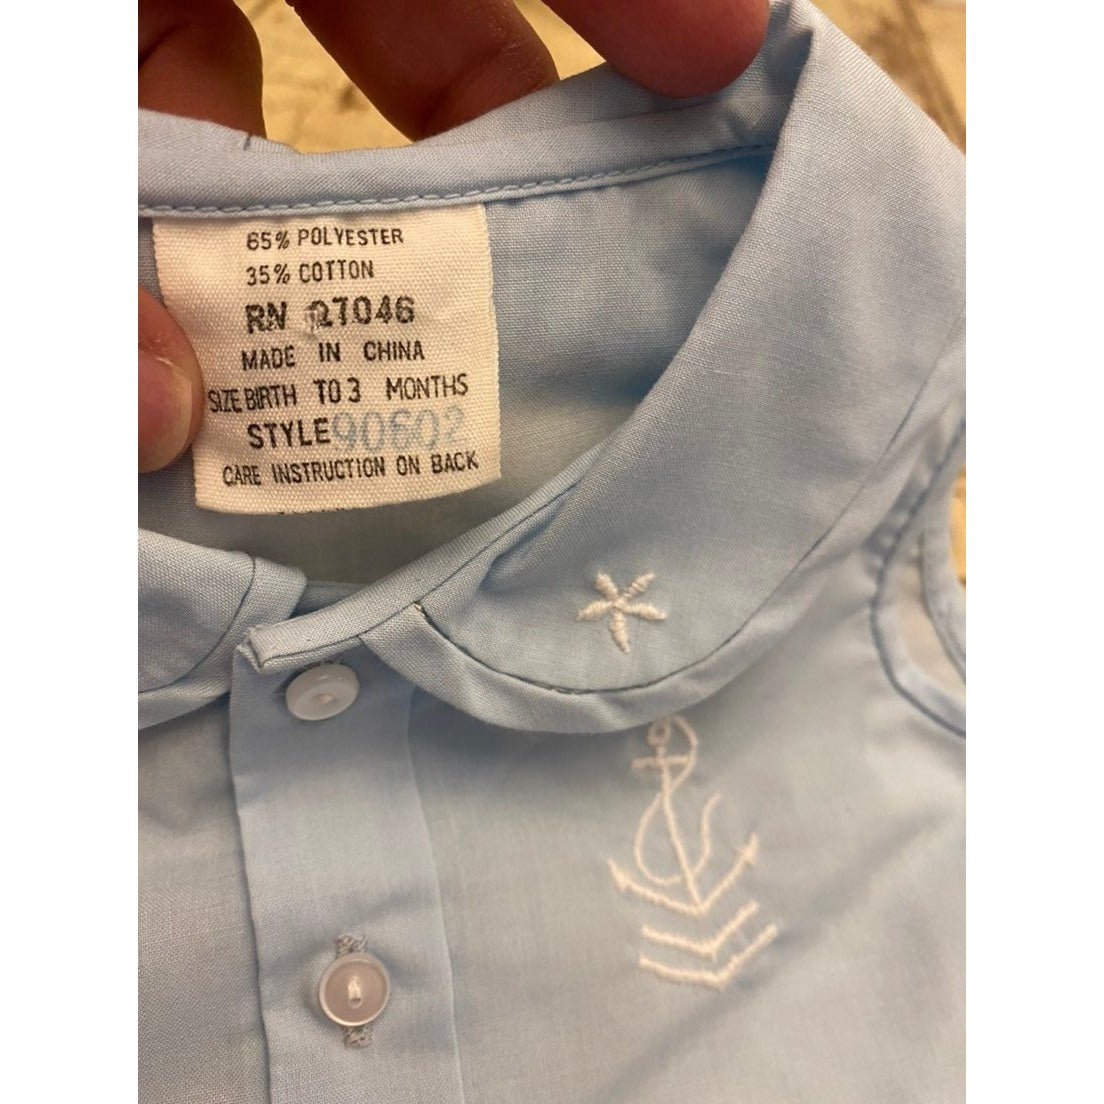 65% POLYESTER
35% COTTON
RN 27046
MADE IN CHINA
SIZE BIRTH TO 3 MONTHS
STYLE 90602
CARE INSTRUCTION ON BACK